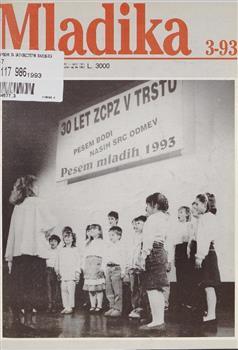 Mladika
3-93
L. 3000
117 986 1993
30 LET ZCPZ V TRSTU
PESEM BODI
NAŠIH SRC ODMEV
Pesem mladih 1993